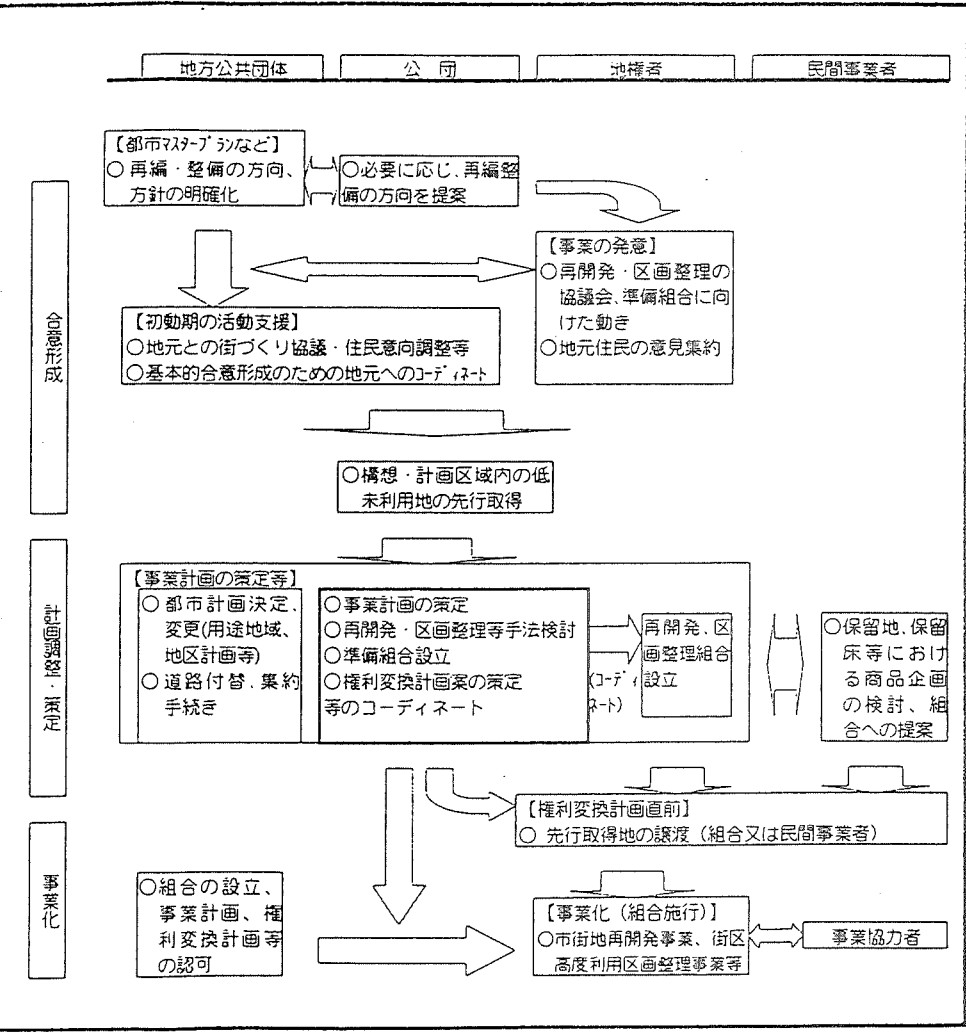 地方公共団体
公団
地権者
民間事業者
合意形成
【都市マスタープランなど】
○再編・整備の方向、
方針の明確化
○必要に応じ、再編整
備の方向を提案
【事業の発意】
○再開発・区画整理の
協議会、準備組合に向
けた動き
○地元住民の意見集約
【初動期の活動支援】
○地元との街づくり協議・住民意向調整等
○基本的合意形成のための地元へのコーディネート
○構想・計画区域内の低
未利用地の先行取得
計画調整・策定
【事業計画の策定等】
○都市計画決定、
変更(用途地域、
地区計画等)
○道路付替、集約
手続き
○事業計画の策定
○再開発・区画整理等手法検討
○準備組合設立
○権利変換計画案の策定
等のコーディネート
(コーディ
ネート)
再開発、区
画整理組合
設立
○保留地、保留
床等におけ
る商品企画
の検討、組
合への提案
【権利変換計画直前】
○ 先行取得地の譲渡（組合又は民間事業者）
事業化
○組合の設立、
事業計画、権
利変換計画等
の認可
【事業化（組合施行）】
○市街地再開発事業、街区
高度利用区画整理事業等
事業協力者